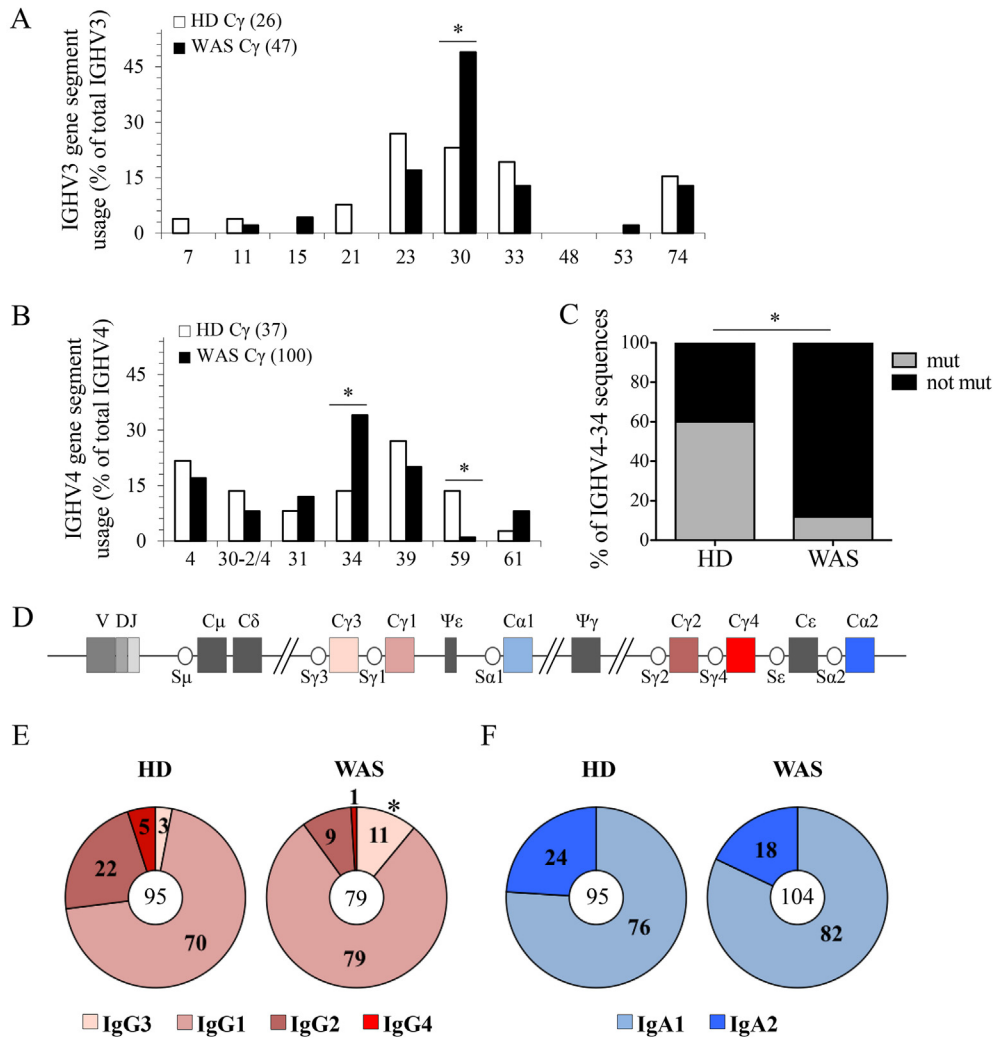 A
IGHV3 gene segment
usage (% of total IGHV3)
HD Cγ (26)
WAS Cγ (47)
*
45
30
15
0
7 11 15 21 23 30 33 48 53 74
B
IGHV4 gene segment
usage (% of total IGHV4)
HD Cγ (37)
WAS Cγ (100)
*
*
45
30
15
0
4 30-2/4 31 34 39 59 61
C
% of IGHV4-34 sequences
*
100
80
60
40
20
0
HD WAS
mut
not mut
D
V DJ Cμ Cδ Cγ3 Cγ1 Ψε Cα1 Ψγ Cγ2 Cγ4 Cε Cα2
Sμ Sγ3 Sγ1 Sα1 Sγ2 Sγ4 Sε Sα2
E
HD
5 3
22
95
70
WAS
1
*
9 11
79
79
IgG3 IgG1 IgG2 IgG4
F
HD
24
95
76
WAS
18
104
82
IgA1 IgA2